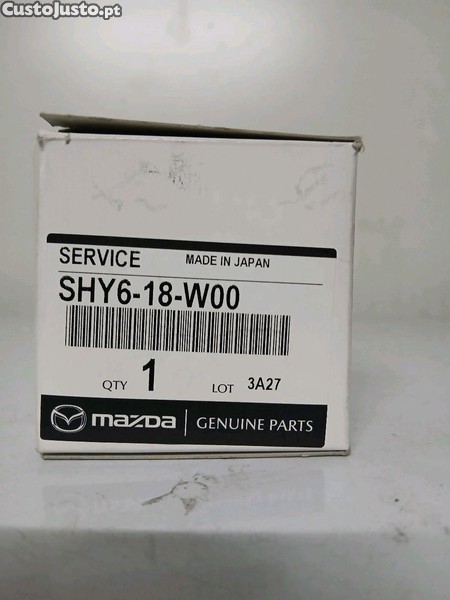 CustoJusto.pt
SERVICE MADE IN JAPAN
SHY6-18-W00
QTY 1 LOT 3A27
mazda GENUINE PARTS